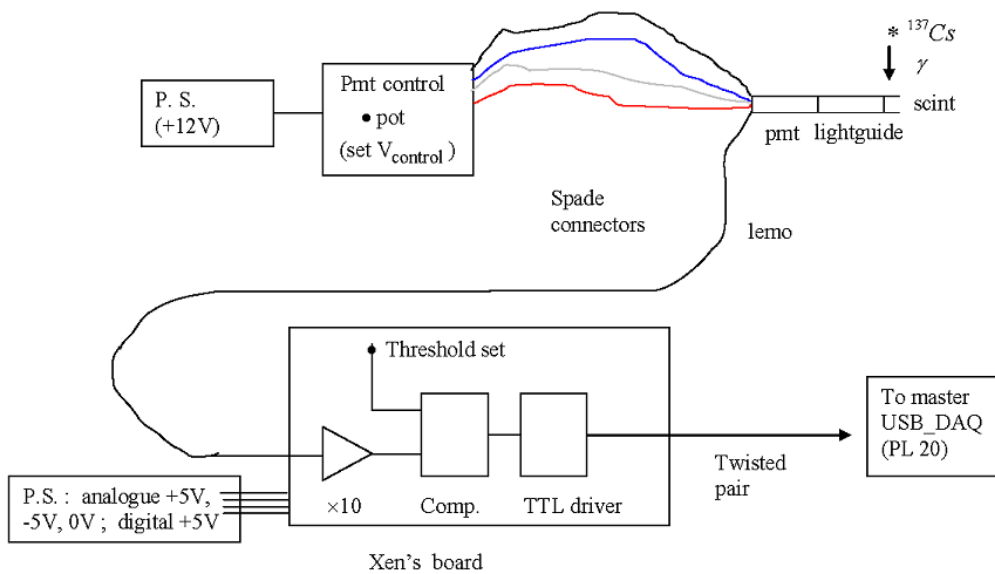 * ¹³⁷Cs
γ
P. S.
(+12V)
Pmt control
• pot
(set Vcontrol )
scint
pmt
lightguide
Spade
connectors
lemo
Threshold set
To master
USB_DAQ
(PL 20)
Twisted
pair
P.S. : analogue +5V,
-5V, 0V ; digital +5V
×10
Comp.
TTL driver
Xen's board